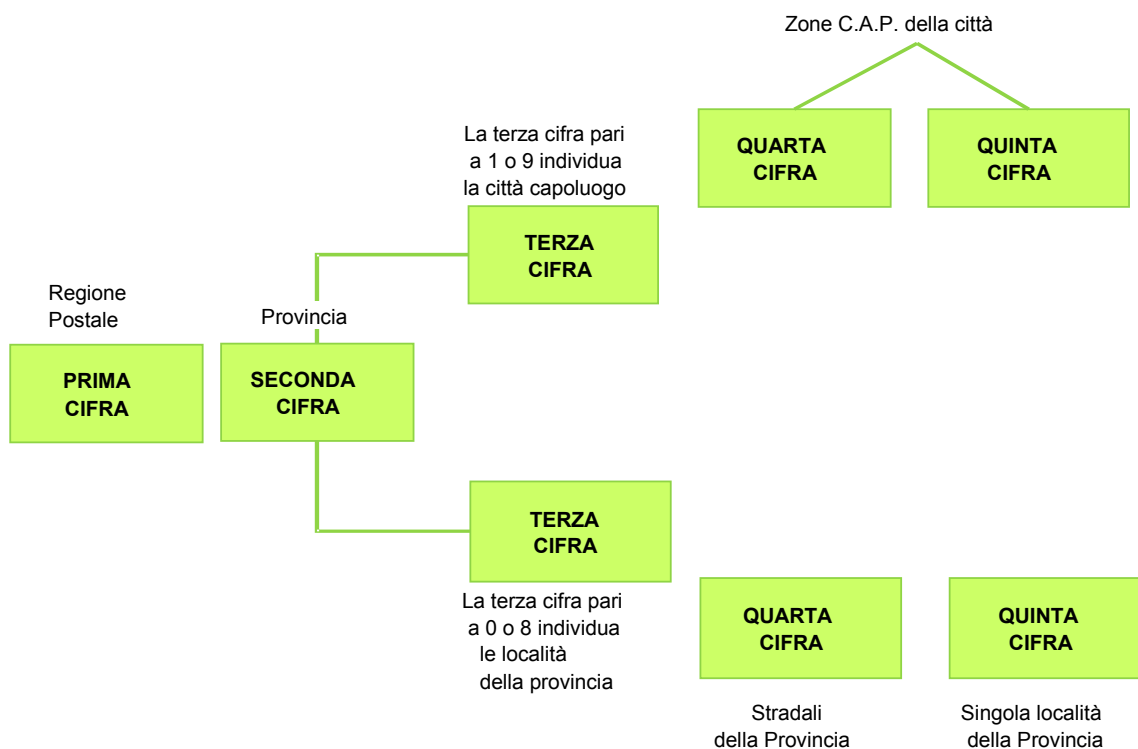 Zone C.A.P. della città
La terza cifra pari
a 1 o 9 individua
la città capoluogo
QUARTA
CIFRA
QUINTA
CIFRA
TERZA
CIFRA
Regione
Postale
Provincia
PRIMA
CIFRA
SECONDA
CIFRA
TERZA
CIFRA
La terza cifra pari
a 0 o 8 individua
le località
della provincia
QUARTA
CIFRA
QUINTA
CIFRA
Stradali
della Provincia
Singola località
della Provincia